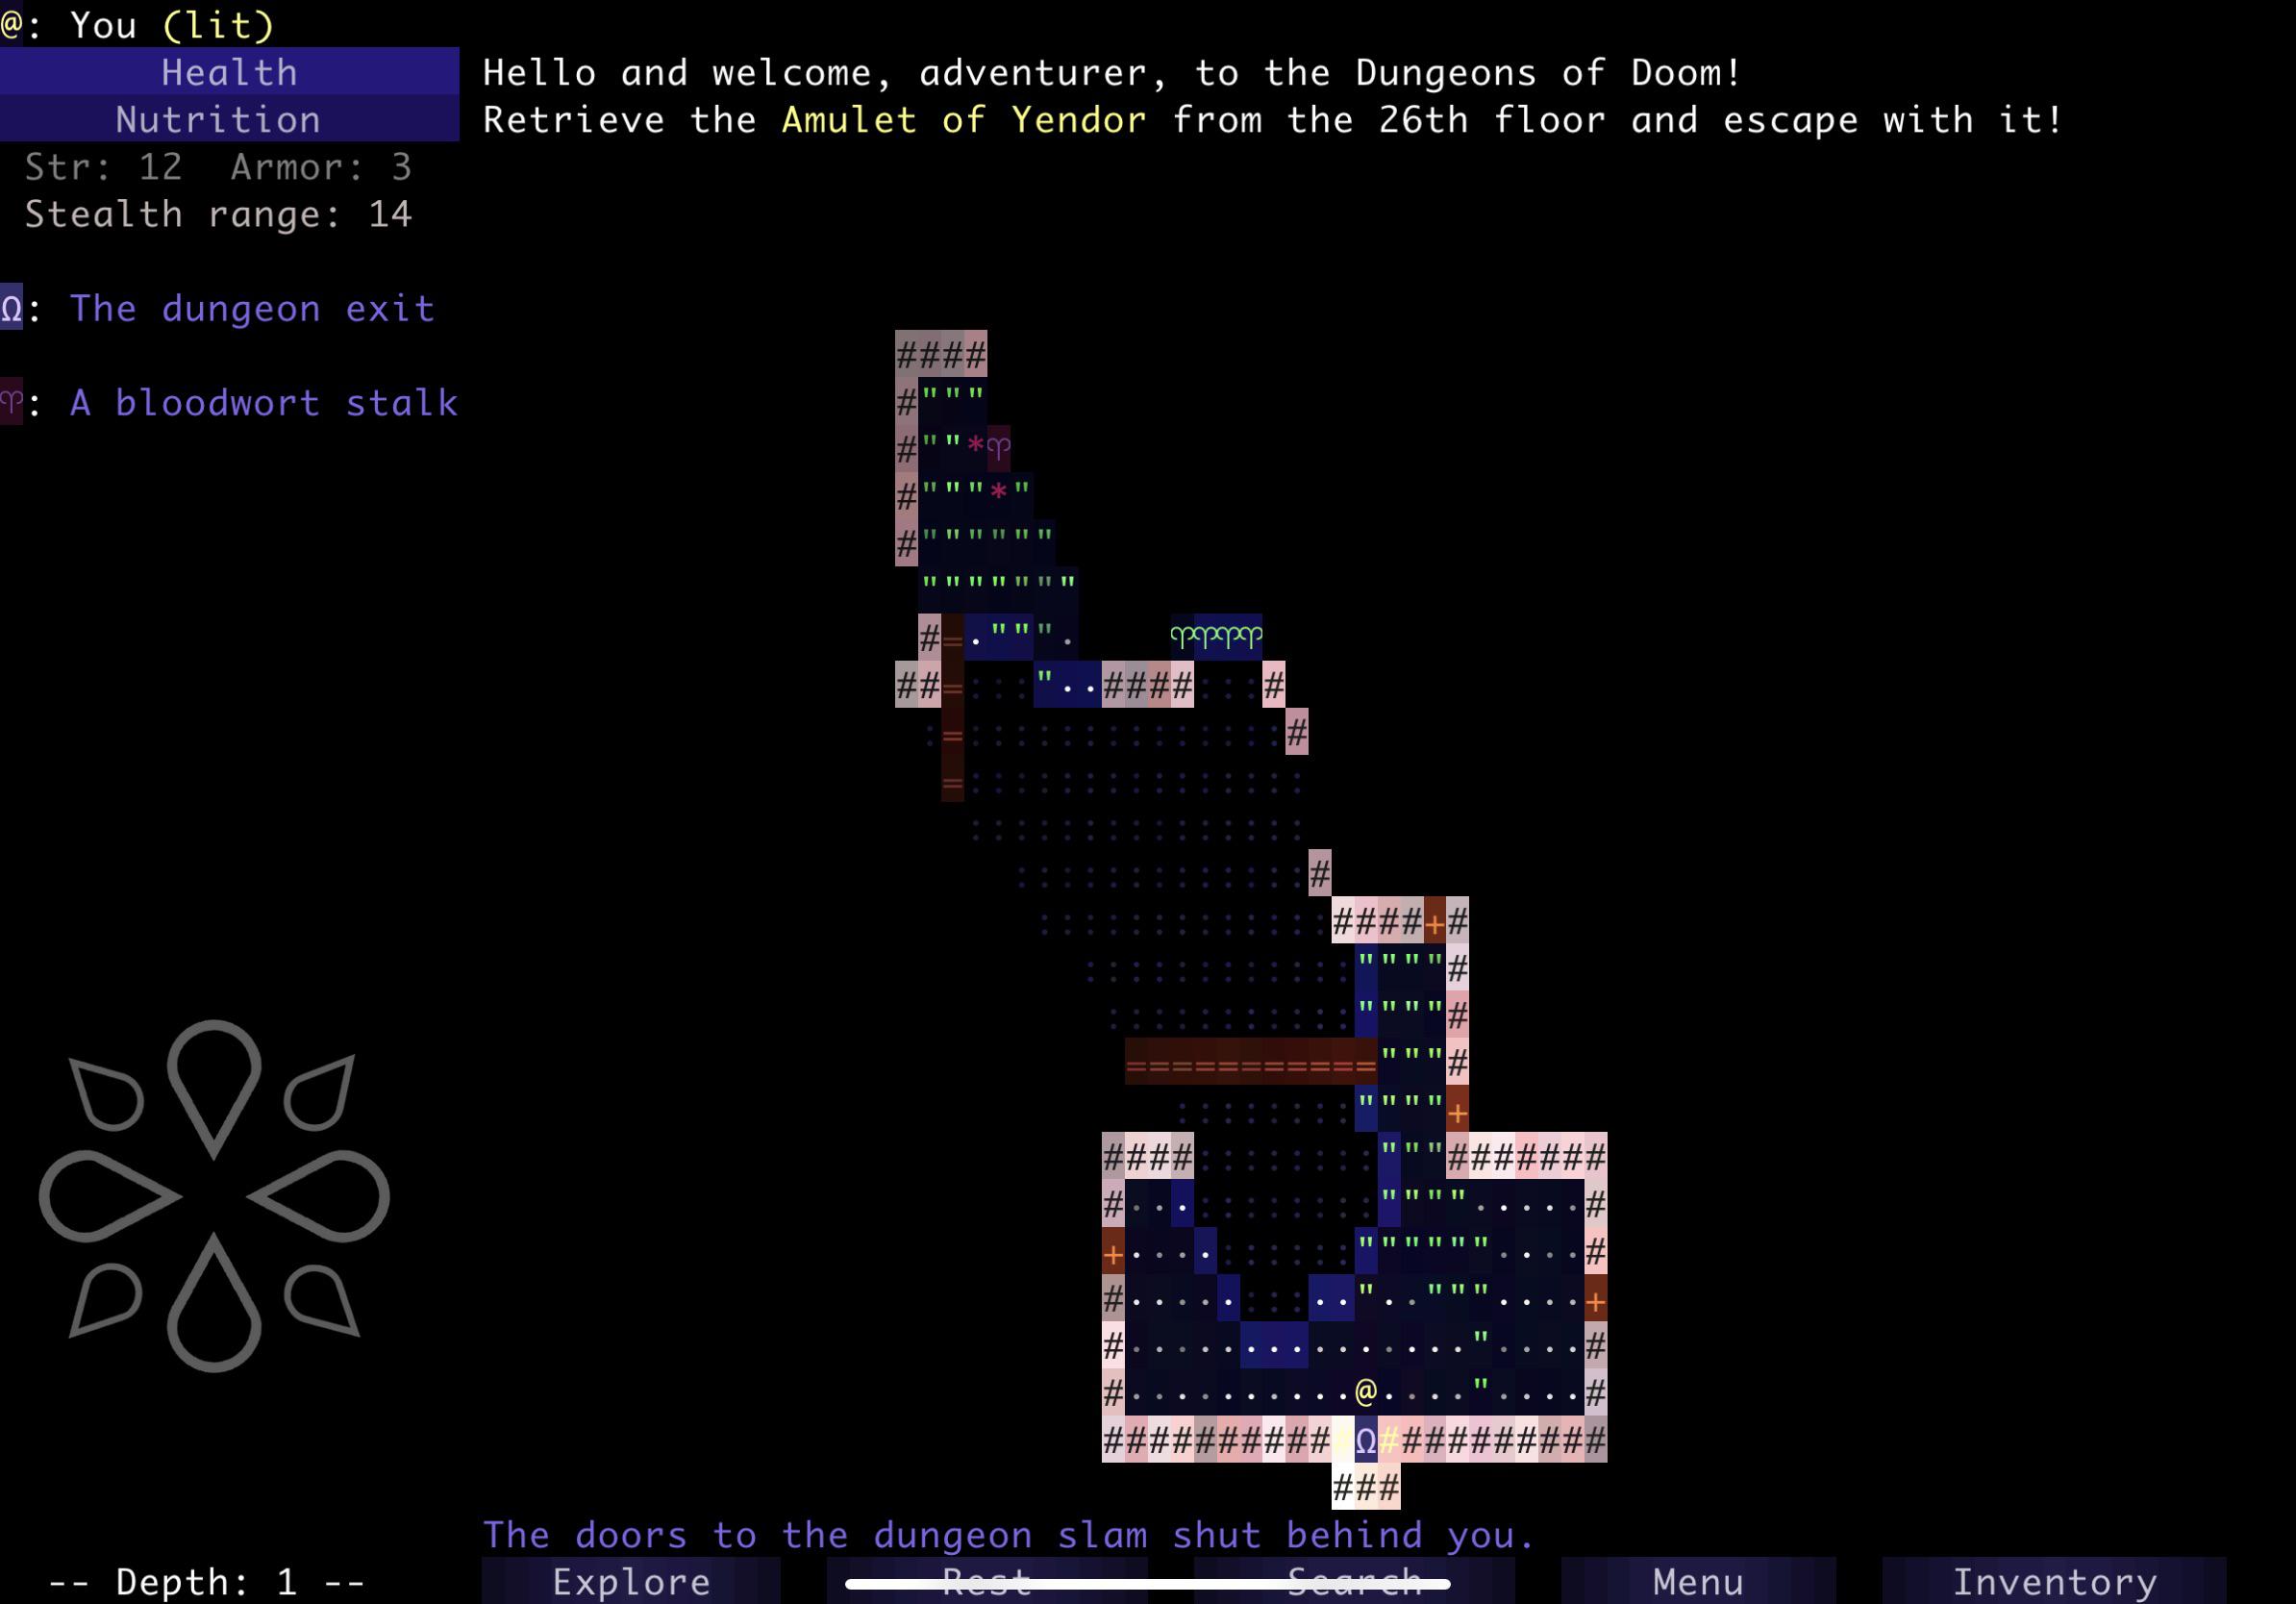 @: You (lit)
Health
Nutrition
Str: 12  Armor: 3
Stealth range: 14
Ω: The dungeon exit
♈: A bloodwort stalk
Hello and welcome, adventurer, to the Dungeons of Doom!
Retrieve the Amulet of Yendor from the 26th floor and escape with it!
The doors to the dungeon slam shut behind you.
-- Depth: 1 --
Explore
Rest
Search
Menu
Inventory